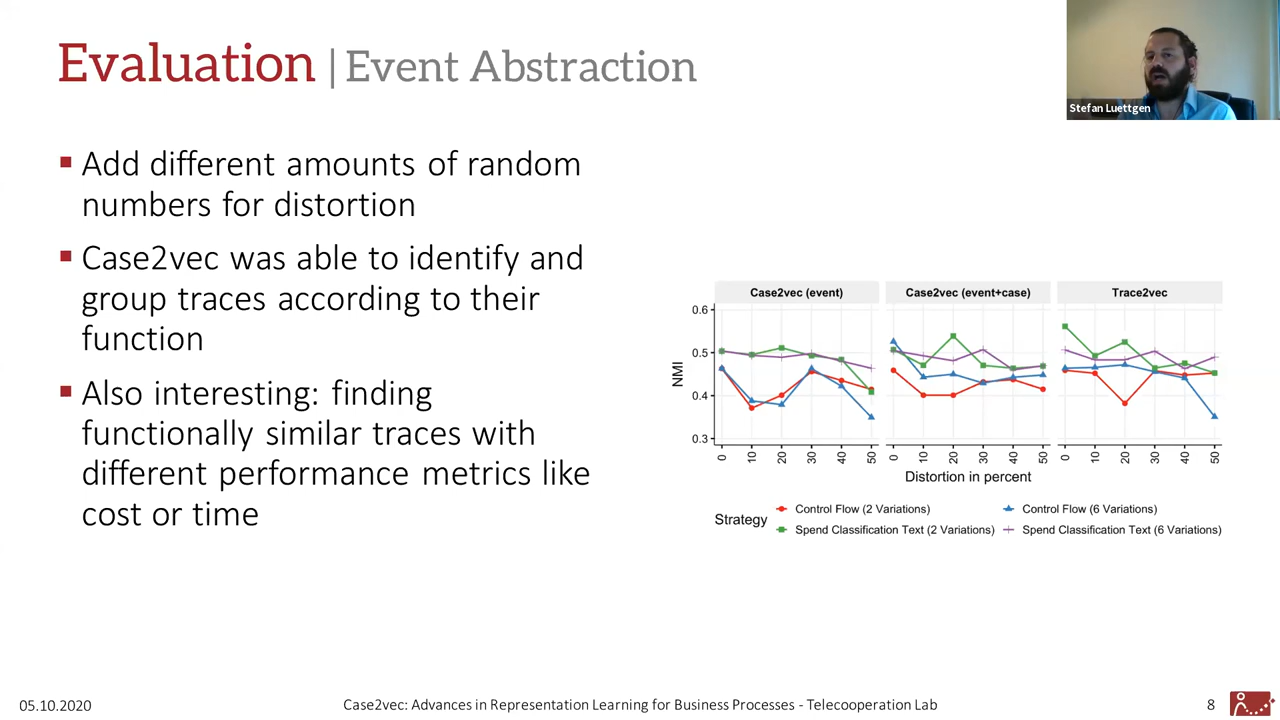 Evaluation | Event Abstraction
Stefan Luettgen
▪ Add different amounts of random
numbers for distortion
▪ Case2vec was able to identify and
group traces according to their
function
▪ Also interesting: finding
functionally similar traces with
different performance metrics like
cost or time
Case2vec (event) Case2vec (event+case) Trace2vec
0.6
0.5
0.4
0.3
NMI
0 10 20 30 40 50 0 10 20 30 40 50 0 10 20 30 40 50
Distortion in percent
Strategy
Control Flow (2 Variations) Control Flow (6 Variations)
Spend Classification Text (2 Variations) Spend Classification Text (6 Variations)
05.10.2020 Case2vec: Advances in Representation Learning for Business Processes - Telecooperation Lab 8